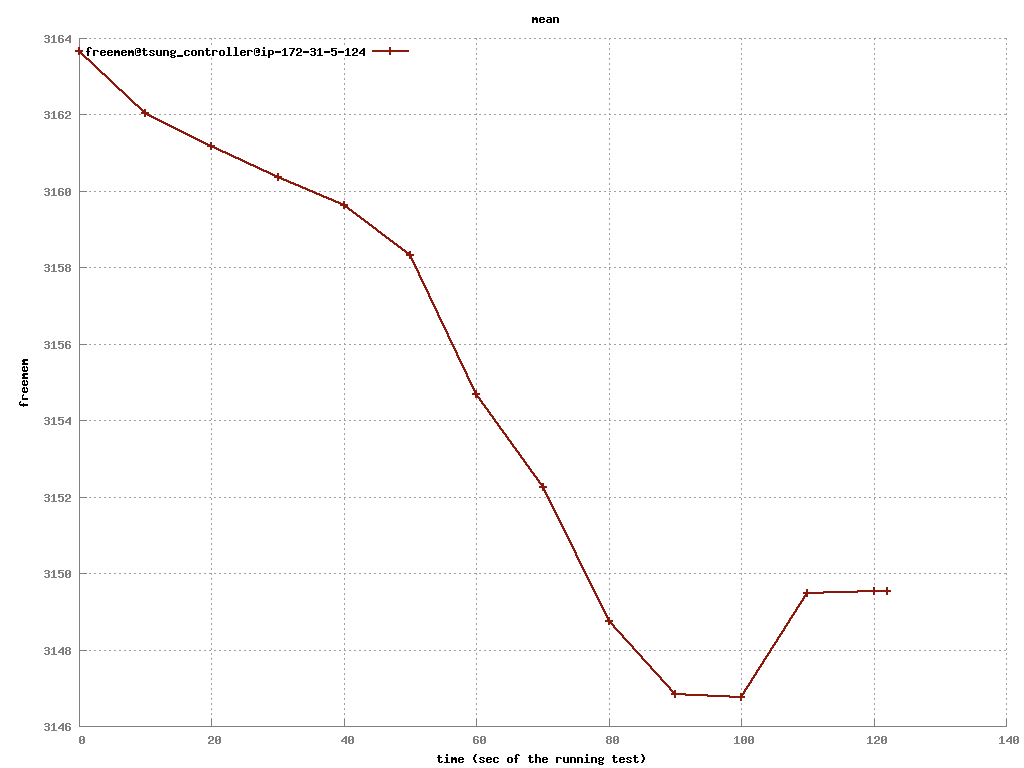 mean
3164
freemem@tsung_controller@ip-172-31-5-124
3162
3160
3158
3156
freemem
3154
3152
3150
3148
3146
0 20 40 60 80 100 120 140
time (sec of the running test)